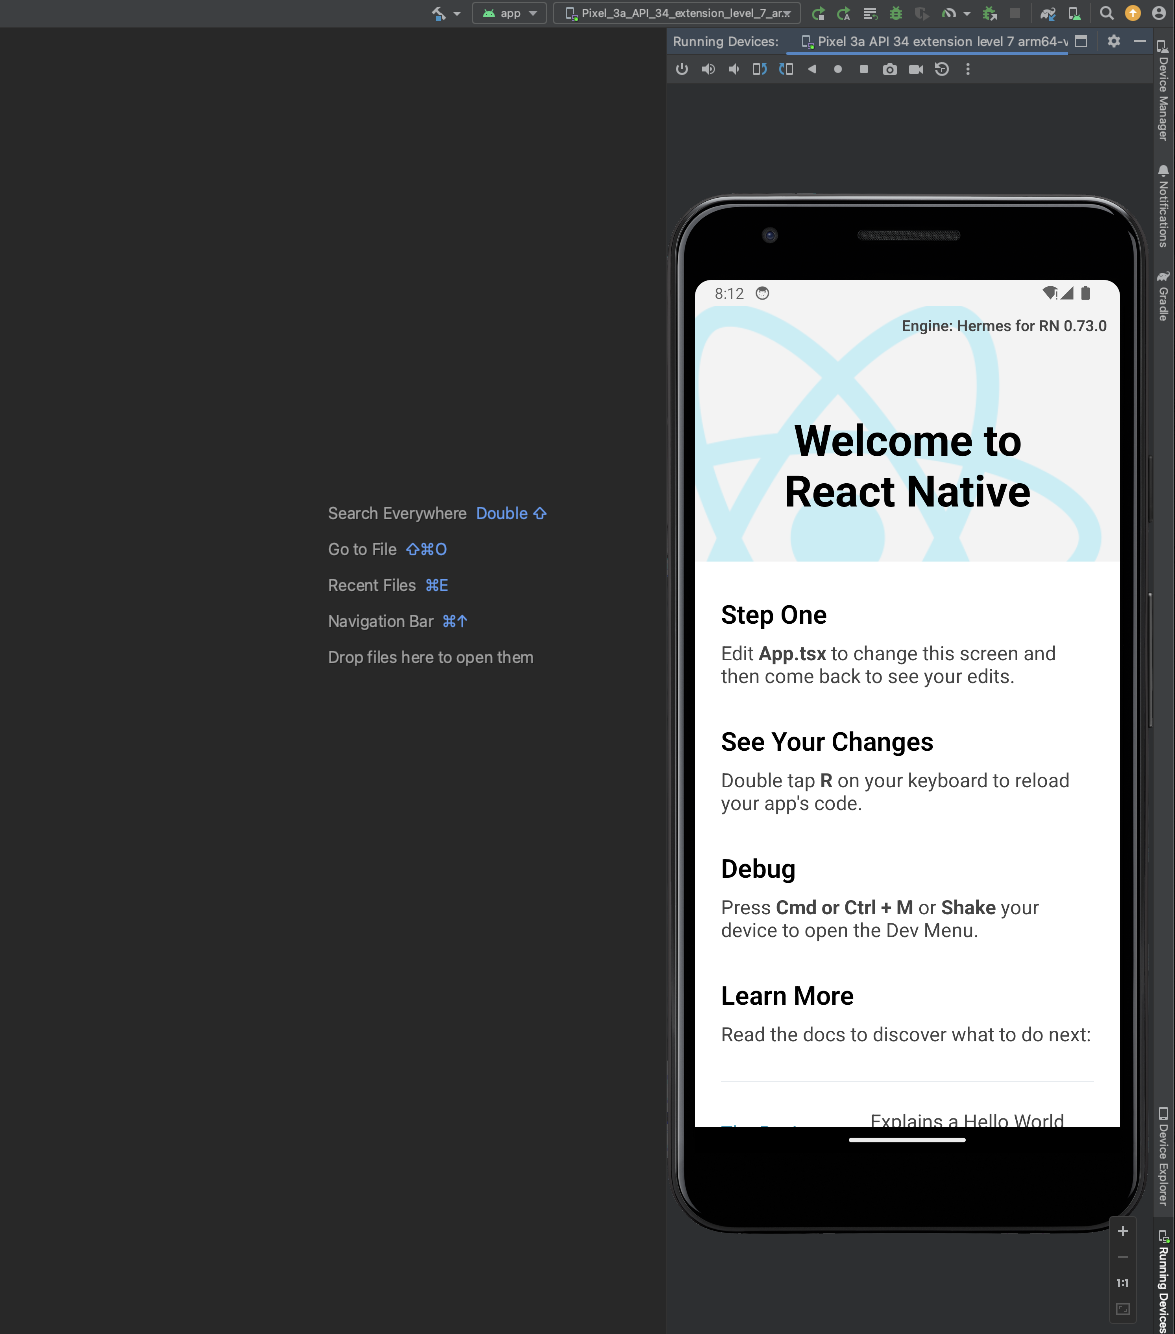 app
Pixel_3a_API_34_extension_level_7_ar...
Running Devices:
Pixel 3a API 34 extension level 7 arm64-v
Device Manager
Notifications
Gradle
8:12
Engine: Hermes for RN 0.73.0
Welcome to
React Native
Search Everywhere Double ⇧
Go to File ⇧⌘O
Recent Files ⌘E
Navigation Bar ⌘↑
Drop files here to open them
Step One
Edit App.tsx to change this screen and
then come back to see your edits.
See Your Changes
Double tap R on your keyboard to reload
your app's code.
Debug
Press Cmd or Ctrl + M or Shake your
device to open the Dev Menu.
Learn More
Read the docs to discover what to do next:
Explains a Hello World
Device Explorer
1:1
Running Devices